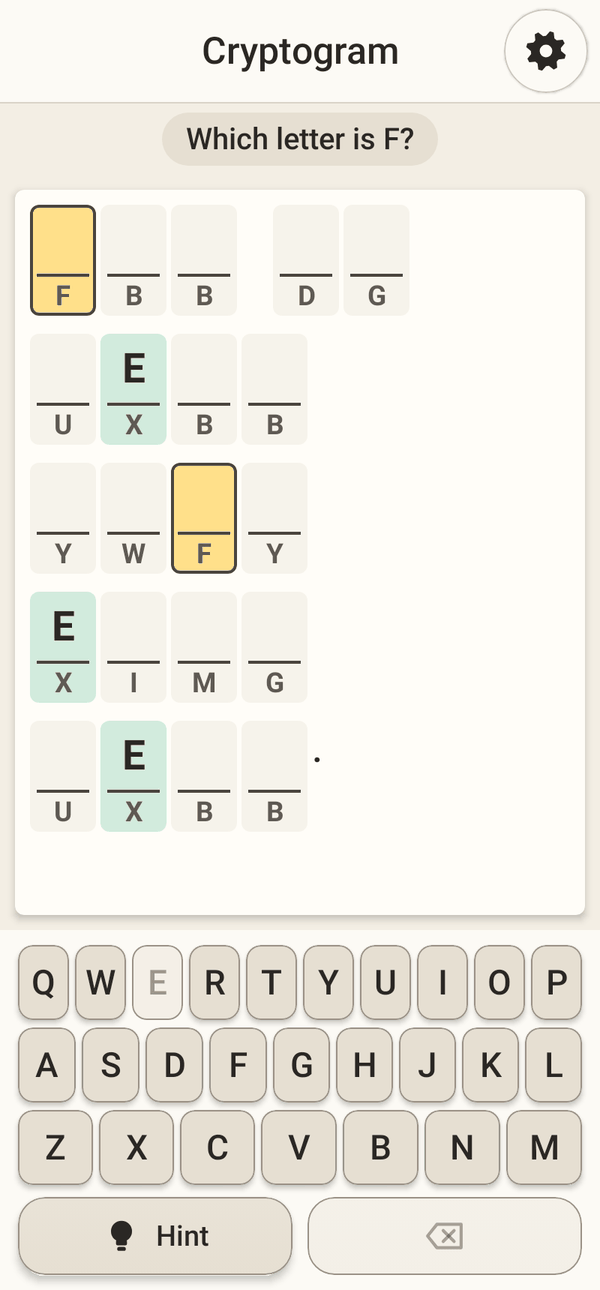 Cryptogram
Which letter is F?
F B B D G
E
U X B B
Y W F Y
E
X I M G
E .
U X B B
Q W E R T Y U I O P
A S D F G H J K L
Z X C V B N M
Hint